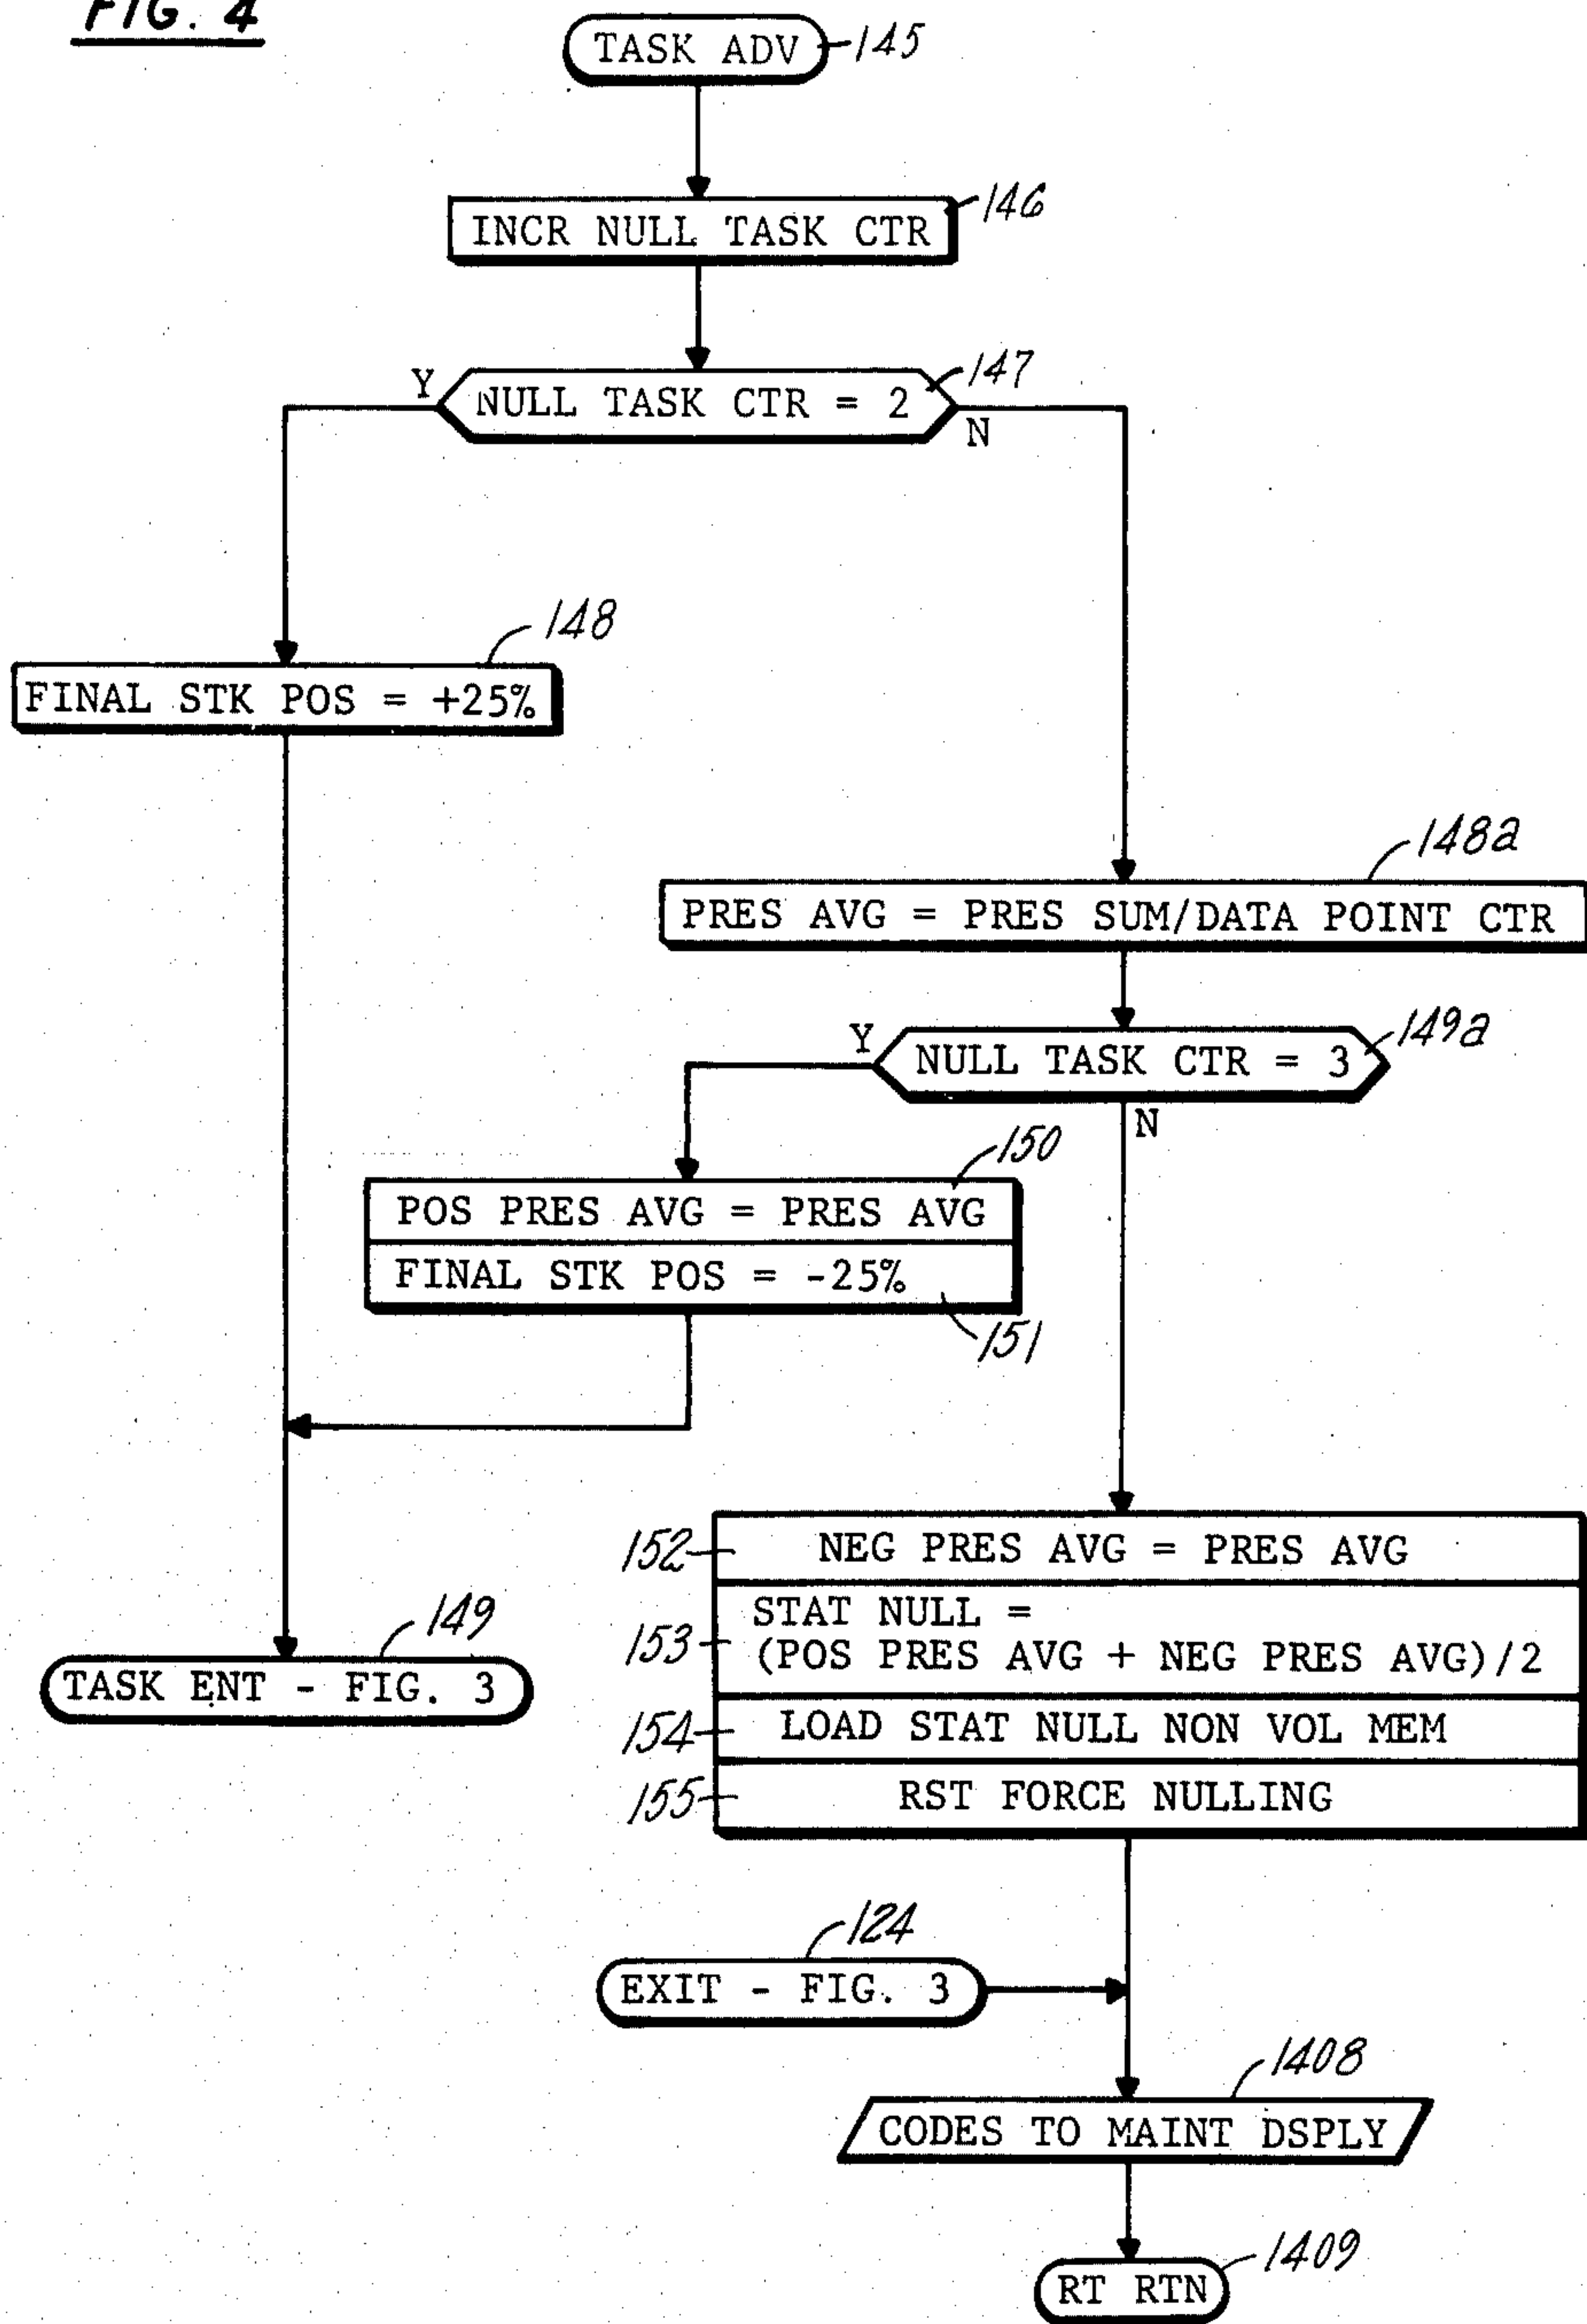 FIG. 4
TASK ADV
145
INCR NULL TASK CTR
146
NULL TASK CTR = 2
147
Y
N
148
FINAL STK POS = +25%
148a
PRES AVG = PRES SUM/DATA POINT CTR
149a
Y
NULL TASK CTR = 3
N
150
POS PRES AVG = PRES AVG
FINAL STK POS = -25%
151
152
NEG PRES AVG = PRES AVG
153
STAT NULL =
(POS PRES AVG + NEG PRES AVG)/2
154
LOAD STAT NULL NON VOL MEM
155
RST FORCE NULLING
149
TASK ENT - FIG. 3
124
EXIT - FIG. 3
1408
CODES TO MAINT DSPLY
1409
RT RTN